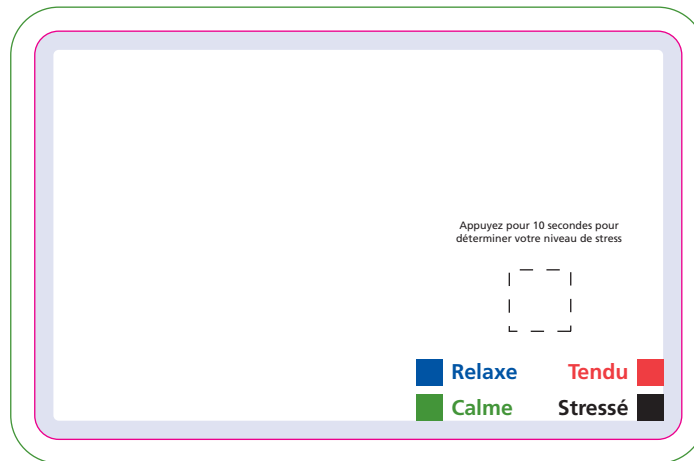 Appuyez pour 10 secondes pour
déterminer votre niveau de stress
Relaxe Tendu
Calme Stressé